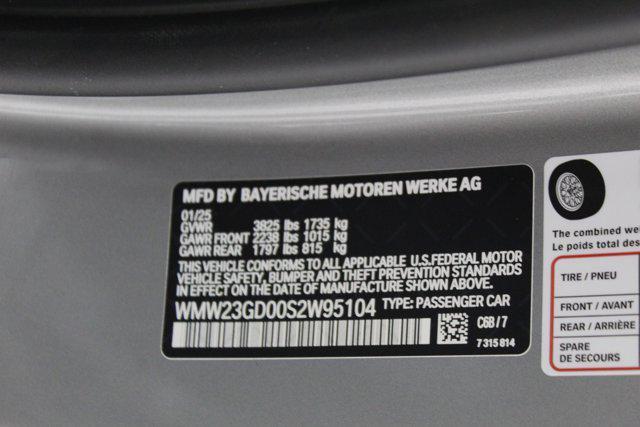 MFD BY BAYERISCHE MOTOREN WERKE AG
01/25
GVWR 3825 lbs 1735 kg
GAWR FRONT 2238 lbs 1015 kg
GAWR REAR 1797 lbs 815 kg
THIS VEHICLE CONFORMS TO ALL APPLICABLE U.S.FEDERAL MOTOR
VEHICLE SAFETY, BUMPER, AND THEFT PREVENTION STANDARDS
IN EFFECT ON THE DATE OF MANUFACTURE SHOWN ABOVE.
WMW23GD00S2W95104 TYPE: PASSENGER CAR
C6B / 7
7 315 814
The combined we
Le poids total des
TIRE / PNEU
FRONT / AVANT
REAR / ARRIÈRE
SPARE
DE SECOURS